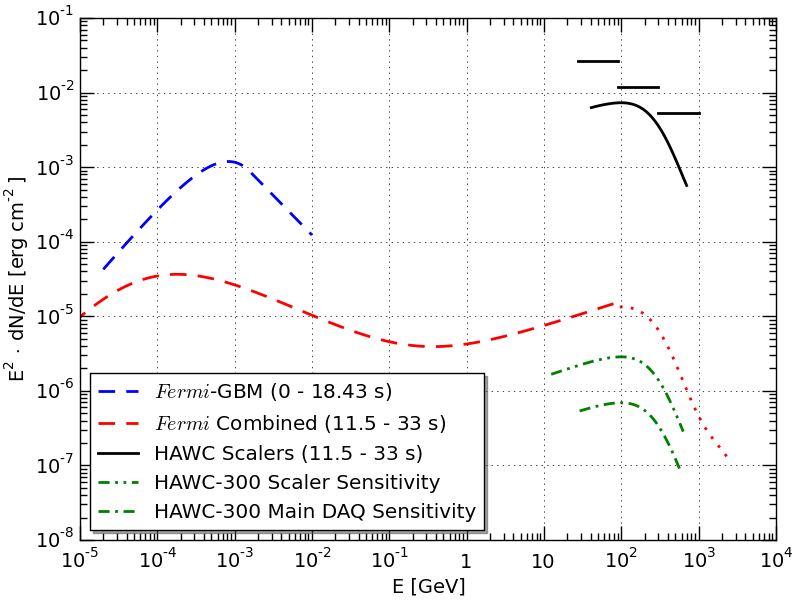 10^-1
10^-2
10^-3
10^-4
10^-5
10^-6
10^-7
10^-8
E^2 · dN/dE [erg cm^-2 ]
Fermi-GBM (0 - 18.43 s)
Fermi Combined (11.5 - 33 s)
HAWC Scalers (11.5 - 33 s)
HAWC-300 Scaler Sensitivity
HAWC-300 Main DAQ Sensitivity
10^-5 10^-4 10^-3 10^-2 10^-1 1 10 10^2 10^3 10^4
E [GeV]